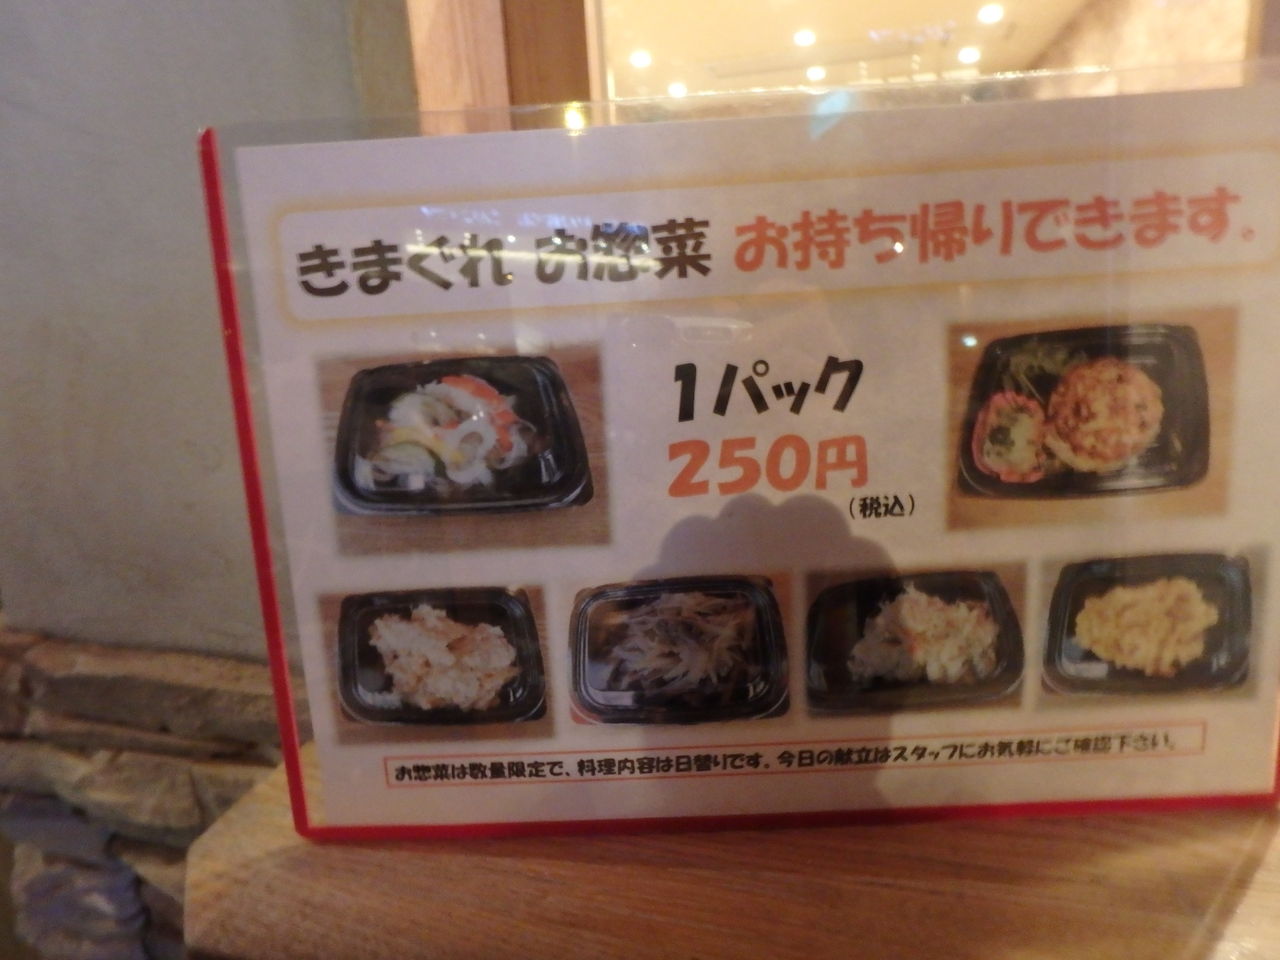 きまぐれ お惣菜 お持ち帰りできます。
1パック
250円
(税込)
お惣菜は数量限定で、料理内容は日替りです。今日の献立はスタッフにお気軽にご確認下さい。